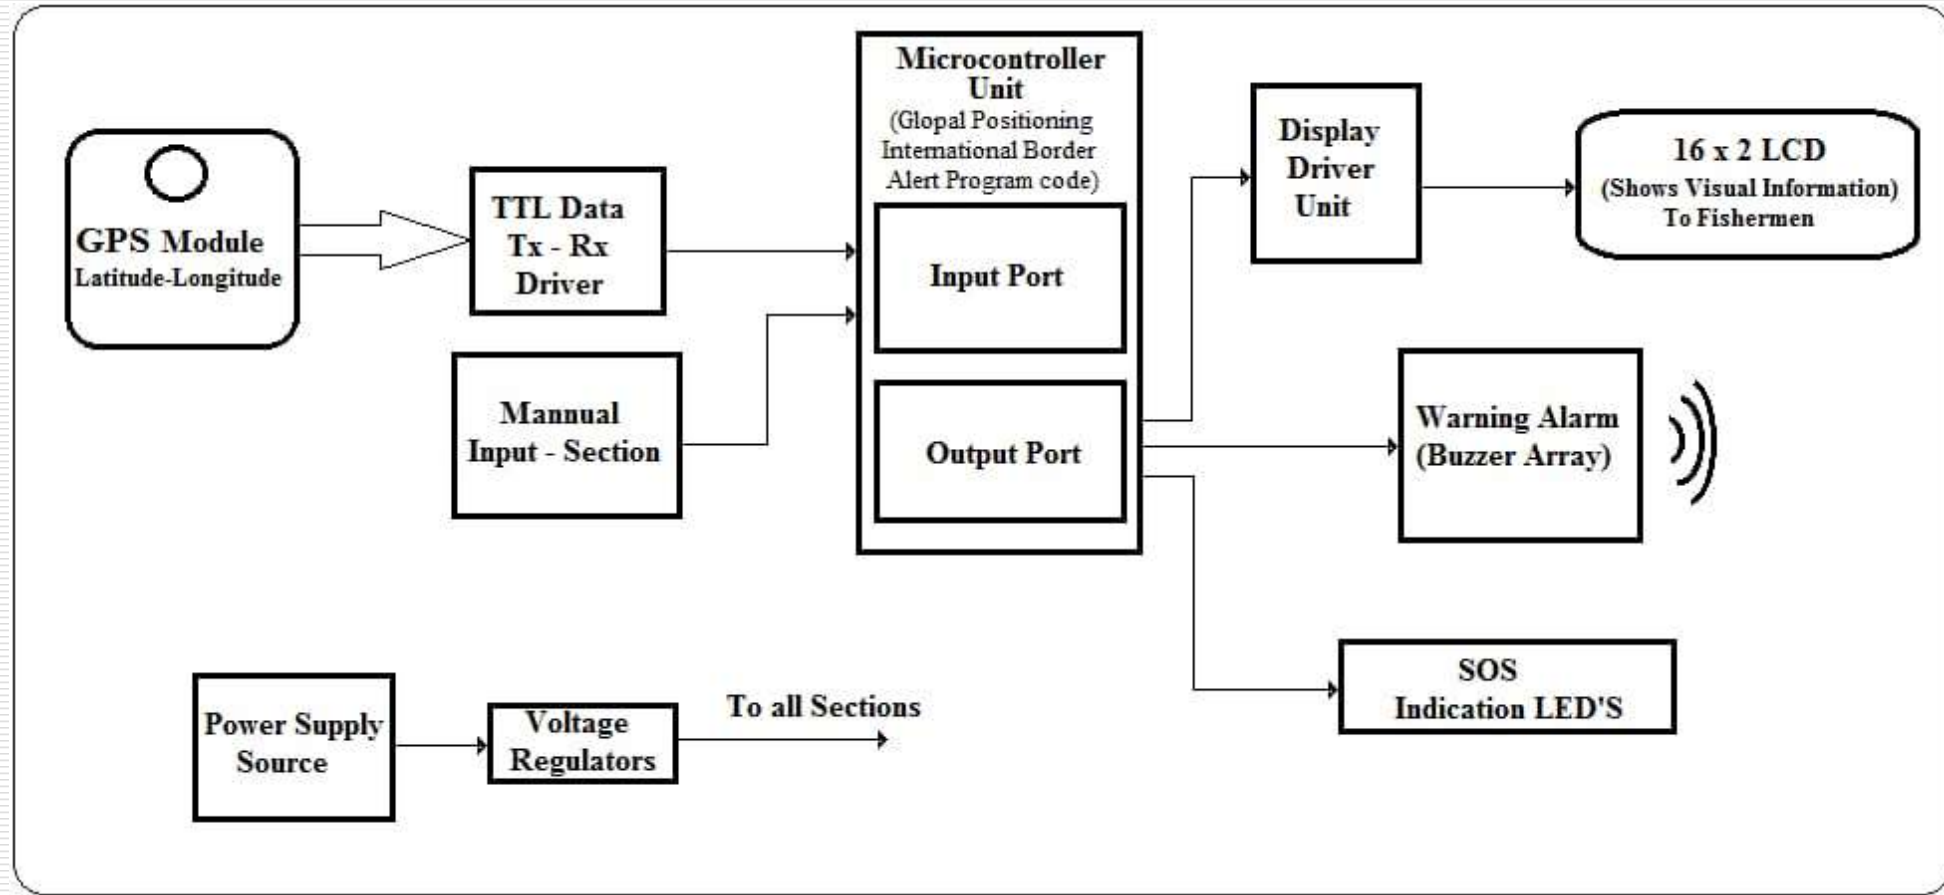 GPS Module
Latitude-Longitude
TTL Data
Tx - Rx
Driver
Mannual
Input - Section
Microcontroller
Unit
(Glopal Positioning
International Border
Alert Program code)
Input Port
Output Port
Display
Driver
Unit
16 x 2 LCD
(Shows Visual Information)
To Fishermen
Warning Alarm
(Buzzer Array)
SOS
Indication LED'S
Power Supply
Source
Voltage
Regulators
To all Sections